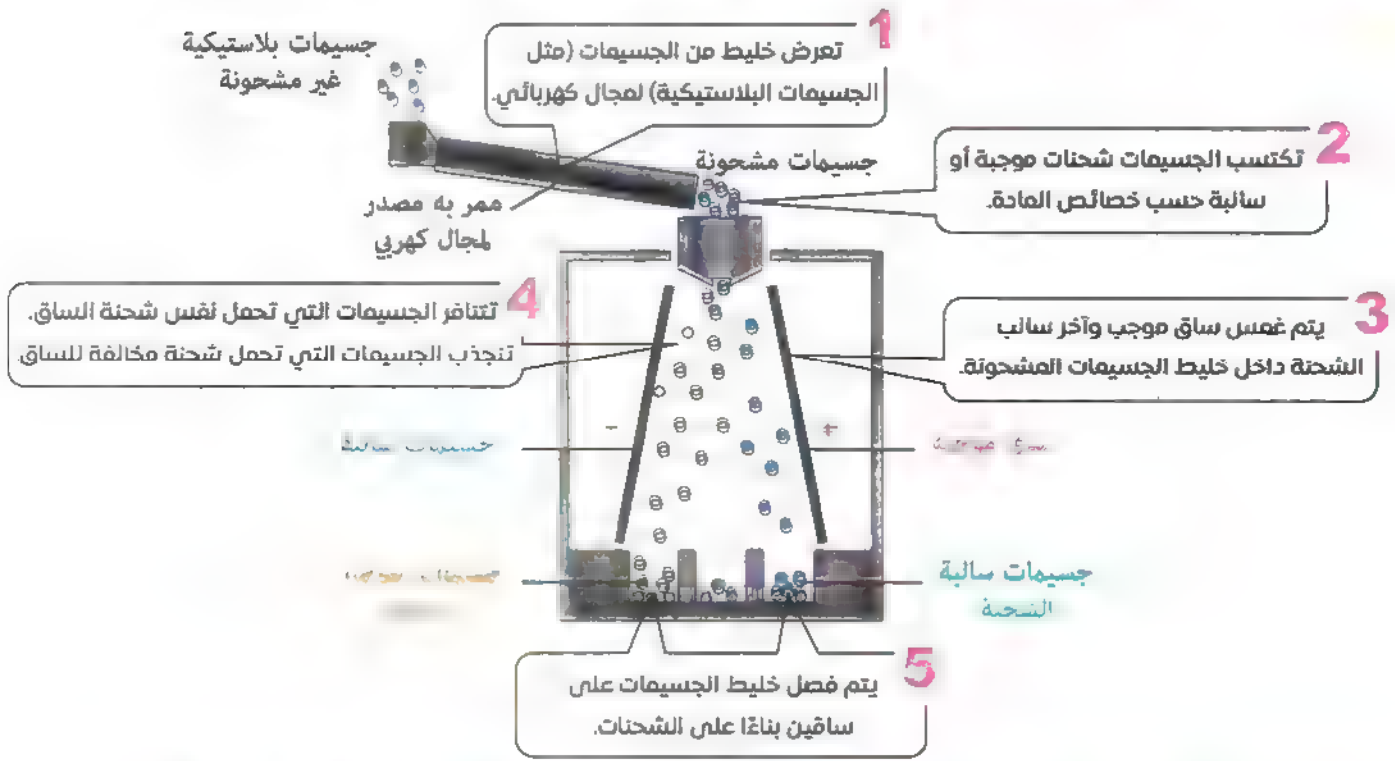 جسيمات بلاستيكية
غير مشحونة
1
تعرض خليط من الجسيمات (مثل
الجسيمات البلاستيكية) لمجال كهربائي.
جسيمات مشحونة
2
تكتسب الجسيمات شحنات موجبة أو
سالبة حسب خصائص المادة.
ممر به مصدر
لمجال كهربي
3
يتم غمس ساق موجب وآخر سالب
الشحنة داخل خليط الجسيمات المشحونة.
4
تتنافر الجسيمات التي تحمل نفس شحنة الساق.
تنجذب الجسيمات التي تحمل شحنة مخالفة للساق
-
+
جسيمات سالبة
الشحنة
5
يتم فصل خليط الجسيمات على
ساقين بناءًا على الشحنات.